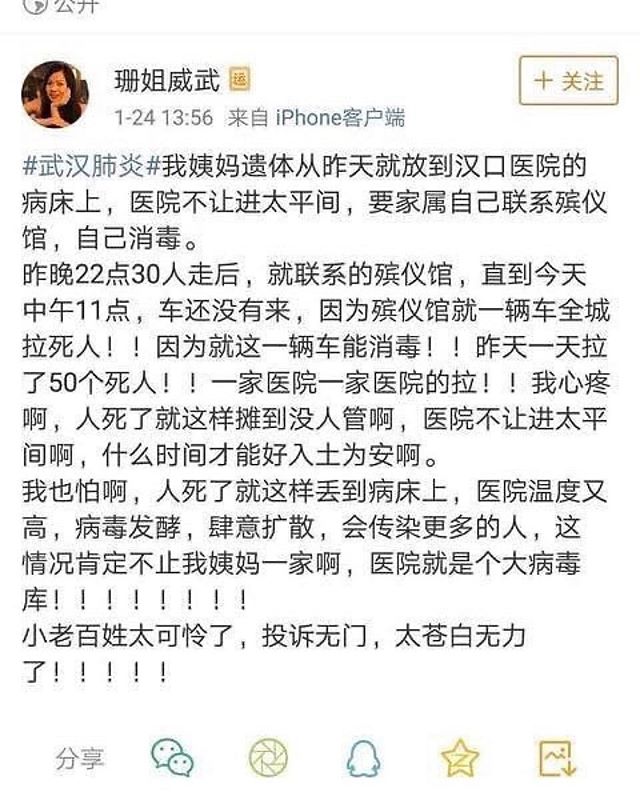 公开
珊姐威武 运
+ 关注
1-24 13:56 来自 iPhone客户端
#武汉肺炎#我姨妈遗体从昨天就放到汉口医院的
病床上，医院不让进太平间，要家属自己联系殡仪
馆，自己消毒。
昨晚22点30人走后，就联系的殡仪馆，直到今天
中午11点，车还没有来，因为殡仪馆就一辆车全城
拉死人！！因为就这一辆车能消毒！！昨天一天拉
了50个死人！！一家医院一家医院的拉！！我心疼
啊，人死了就这样摊到没人管啊，医院不让进太平
间啊，什么时间才能好入土为安啊。
我也怕啊，人死了就这样丢到病床上，医院温度又
高，病毒发酵，肆意扩散，会传染更多的人，这
情况肯定不止我姨妈一家啊，医院就是个大病毒
库！！！！！！！！
小老百姓太可怜了，投诉无门，太苍白无力
了！！！！！
分享